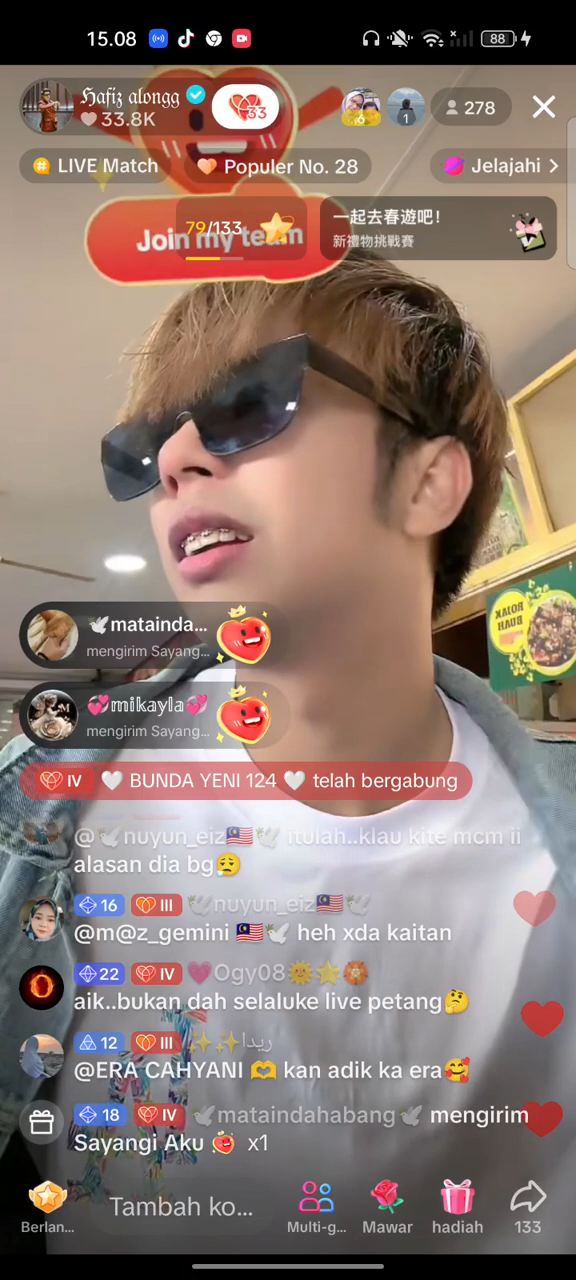 15.08
88
ℌ𝔞𝔣𝔦𝔷 𝔞𝔩𝔬𝔫𝔤𝔤
33.8K
33
6
1
278
LIVE Match
Populer No. 28
Jelajahi
Join my team
79/133
一起去春遊吧！
新禮物挑戰賽
ROJAK
BUAH
🕊️matainda...
mengirim Sayang...
💞𝕞𝕚𝕜𝕒𝕪𝕝𝕒💞
mengirim Sayang...
IV 🤍 BUNDA YENI 124 🤍 telah bergabung
@🕊️nuyun_eiz🇲🇾🕊️ itulah..klau kite mcm ii
alasan dia bg😮‍💨
16 III 🕊️nuyun_eiz🇲🇾🕊️
@m@z_gemini 🇲🇾🕊️ heh xda kaitan
22 IV 💗Ogy08🌞⭐🏵️
aik..bukan dah selaluke live petang🤔
12 III ✨✨ريدا
@ERA CAHYANI 🫶 kan adik ka era🥰
18 IV 🕊️mataindahabang🕊️ mengirim
Sayangi Aku x1
Berlan...
Tambah ko...
Multi-g...
Mawar
hadiah
133